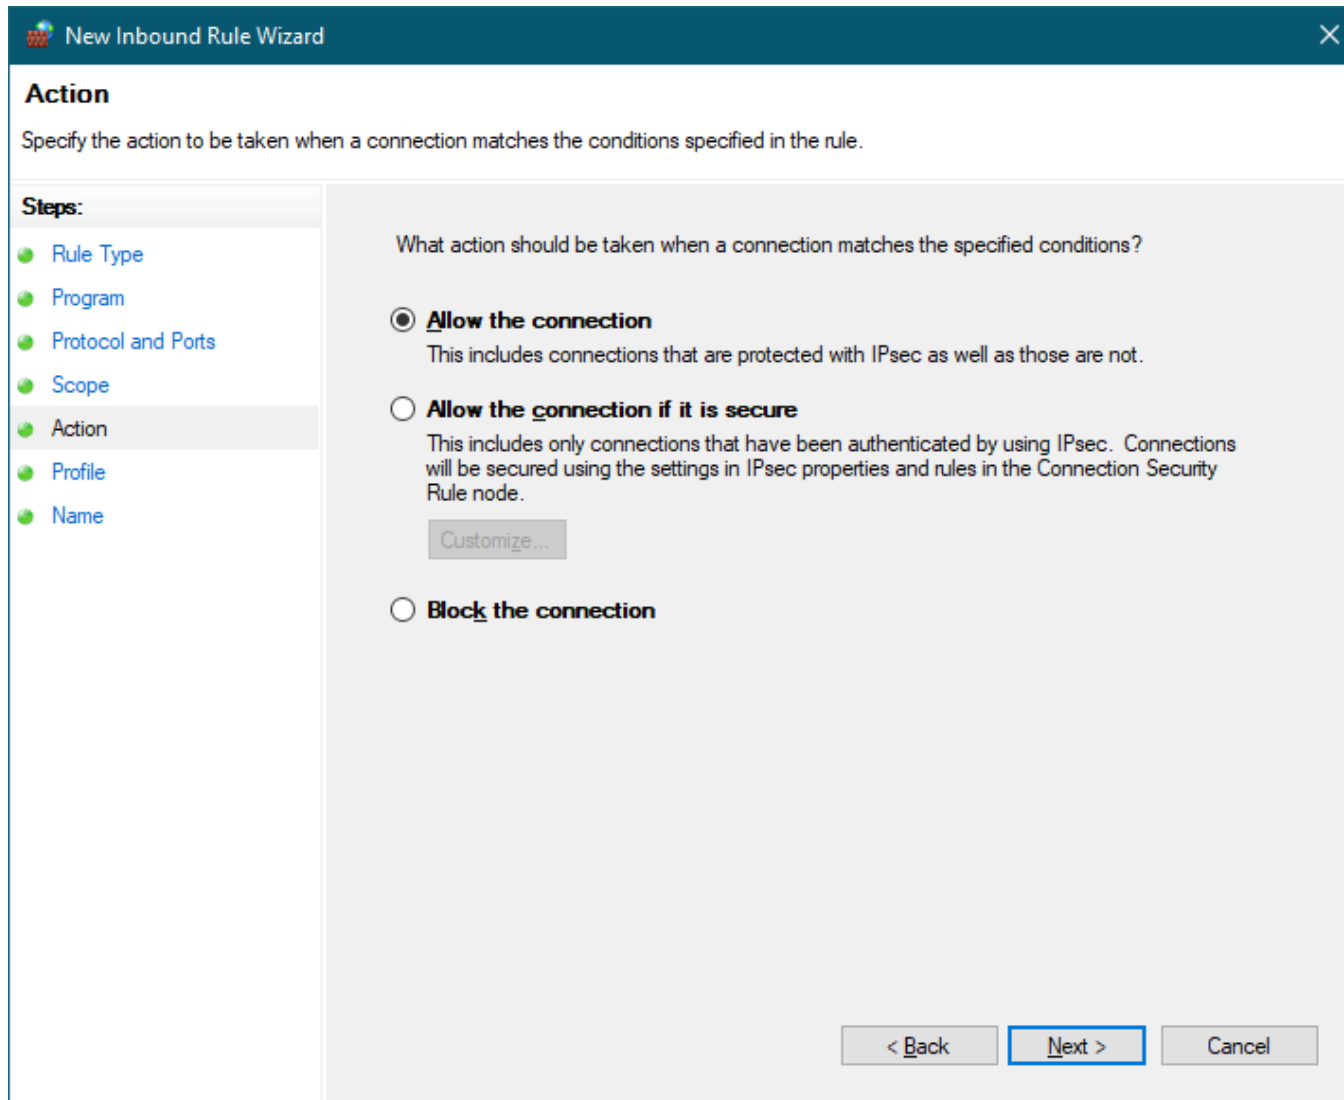 New Inbound Rule Wizard
Action
Specify the action to be taken when a connection matches the conditions specified in the rule.
Steps:
Rule Type
Program
Protocol and Ports
Scope
Action
Profile
Name
What action should be taken when a connection matches the specified conditions?
Allow the connection
This includes connections that are protected with IPsec as well as those are not.
Allow the connection if it is secure
This includes only connections that have been authenticated by using IPsec. Connections
will be secured using the settings in IPsec properties and rules in the Connection Security
Rule node.
Customize...
Block the connection
< Back
Next >
Cancel